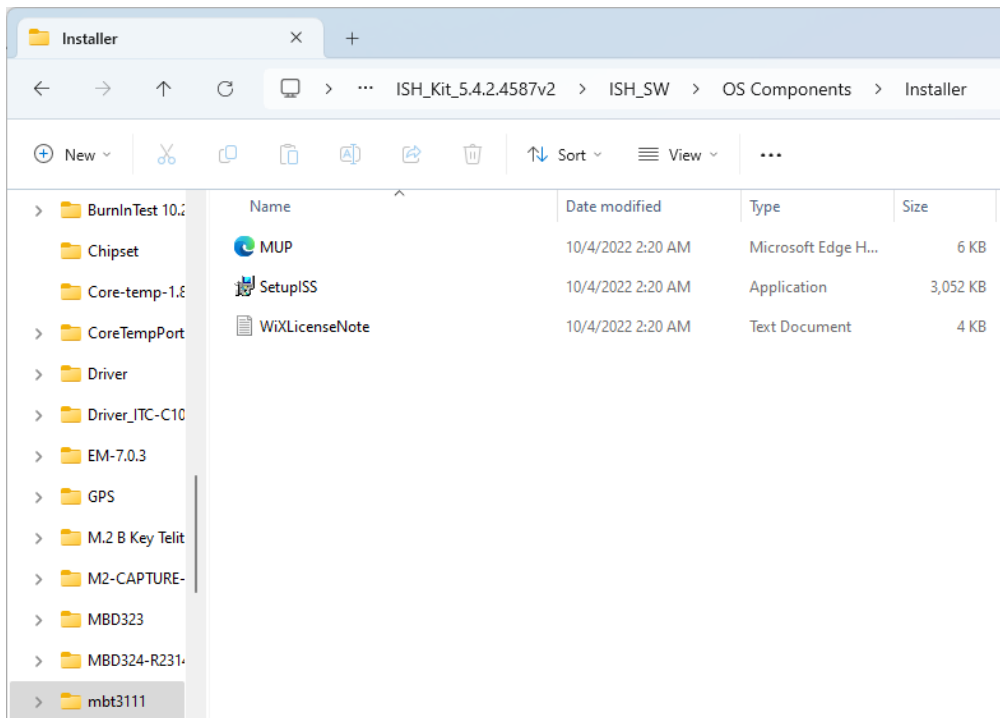 Installer
ISH_Kit_5.4.2.4587v2 > ISH_SW > OS Components > Installer
New Sort View
Name Date modified Type Size
MUP 10/4/2022 2:20 AM Microsoft Edge H... 6 KB
SetupISS 10/4/2022 2:20 AM Application 3,052 KB
WiXLicenseNote 10/4/2022 2:20 AM Text Document 4 KB
BurnInTest 10.2
Chipset
Core-temp-1.8
CoreTempPort
Driver
Driver_ITC-C10
EM-7.0.3
GPS
M.2 B Key Telit
M2-CAPTURE-
MBD323
MBD324-R2314
mbt3111